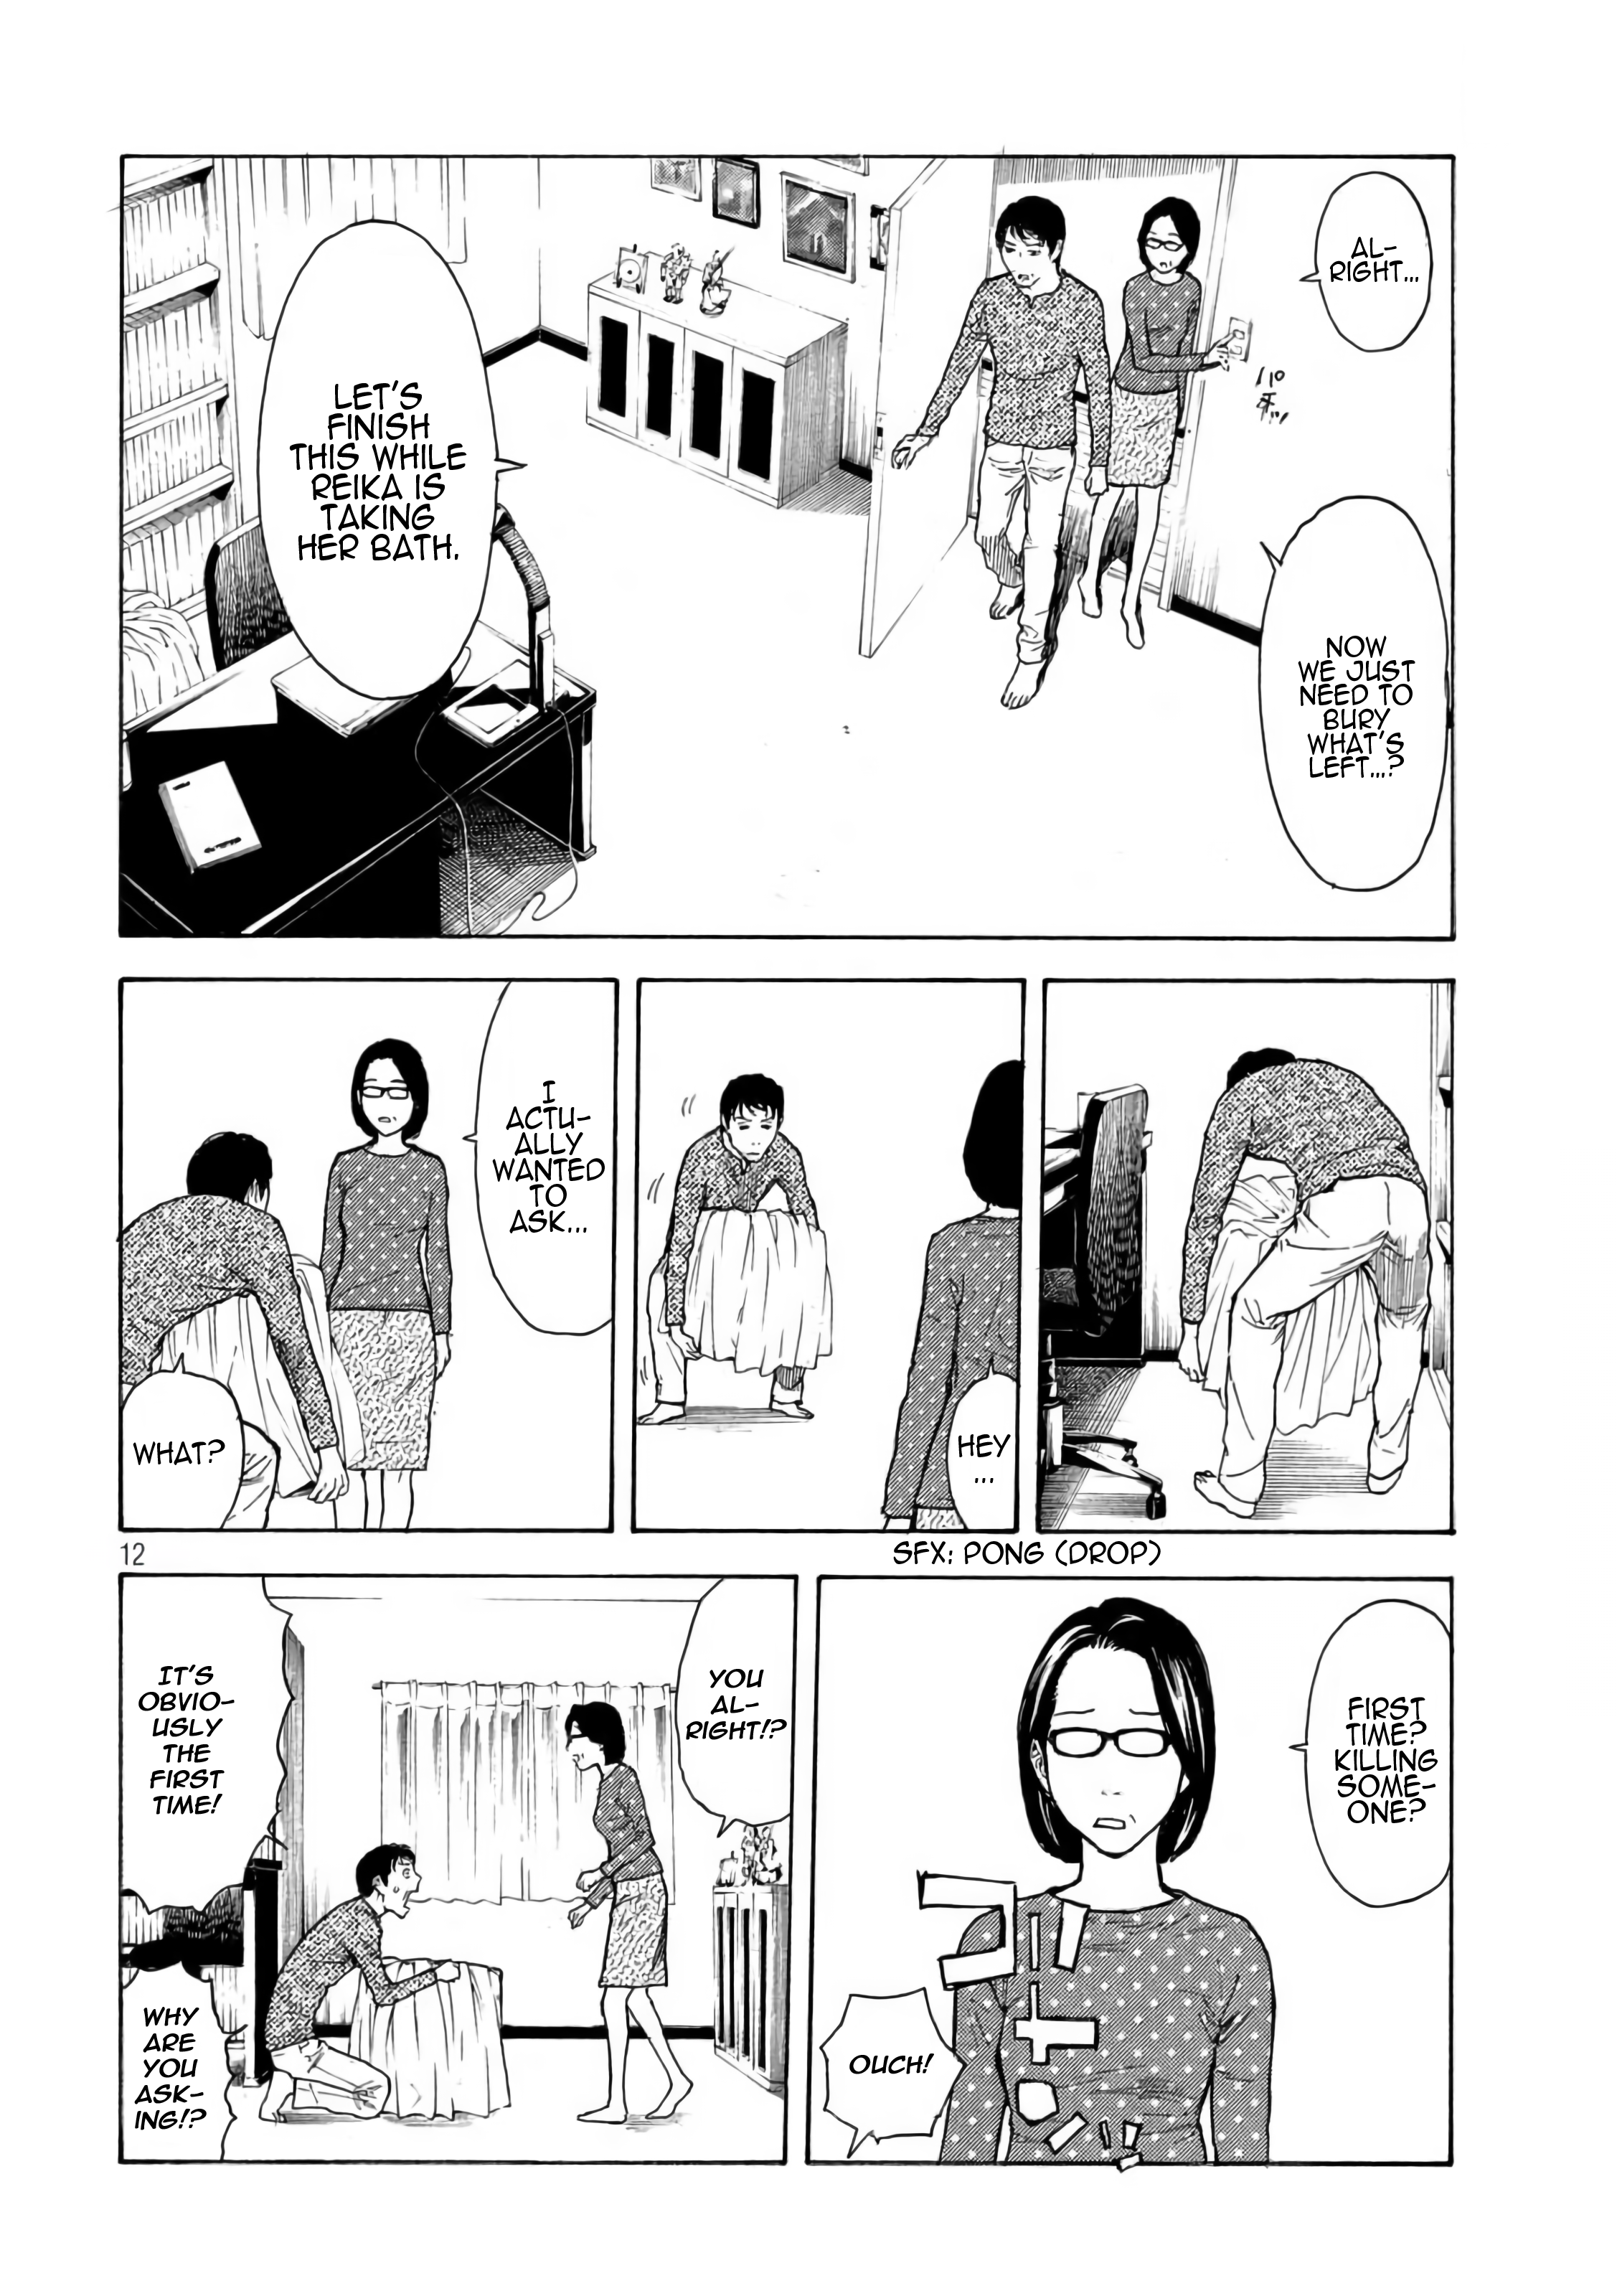 AL-
RIGHT...
NOW
WE JUST
NEED TO
BURY
WHAT'S
LEFT...?
LET'S
FINISH
THIS WHILE
REIKA IS
TAKING
HER BATH.
HEY
...
I
ACTU-
ALLY
WANTED
TO
ASK...
WHAT?
12
SFX: PONG (DROP)
FIRST
TIME?
KILLING
SOME-
ONE?
OUCH!
YOU
AL-
RIGHT!?
IT'S
OBVIO-
USLY
THE
FIRST
TIME!
WHY
ARE
YOU
ASK-
ING!?